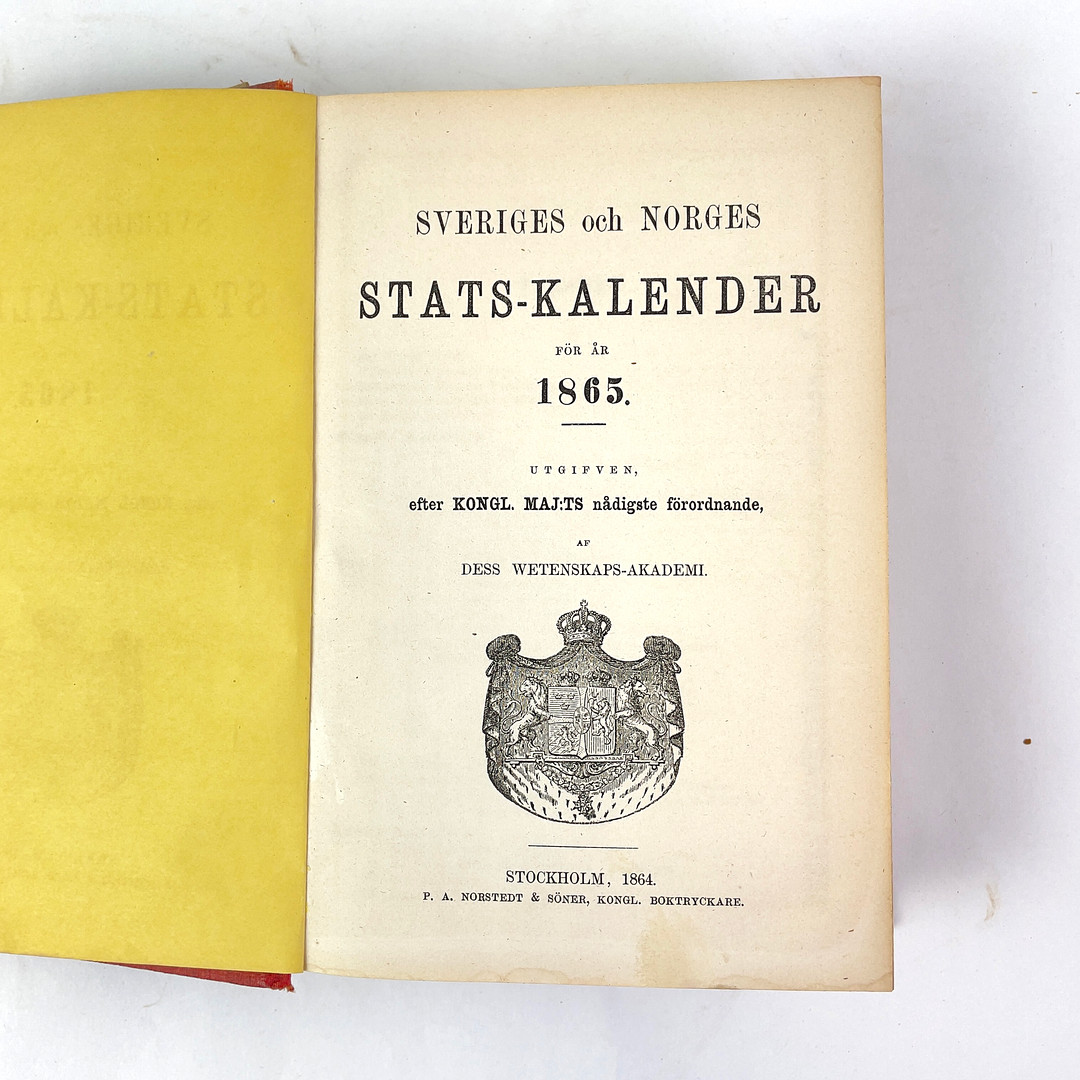 SVERIGES och NORGES
STATS-KALENDER
FÖR ÅR
1865.
UTGIFVEN,
efter KONGL. MAJ:TS nådigste förordnande,
AF
DESS WETENSKAPS-AKADEMI.
STOCKHOLM, 1864.
P. A. NORSTEDT & SÖNER, KONGL. BOKTRYCKARE.